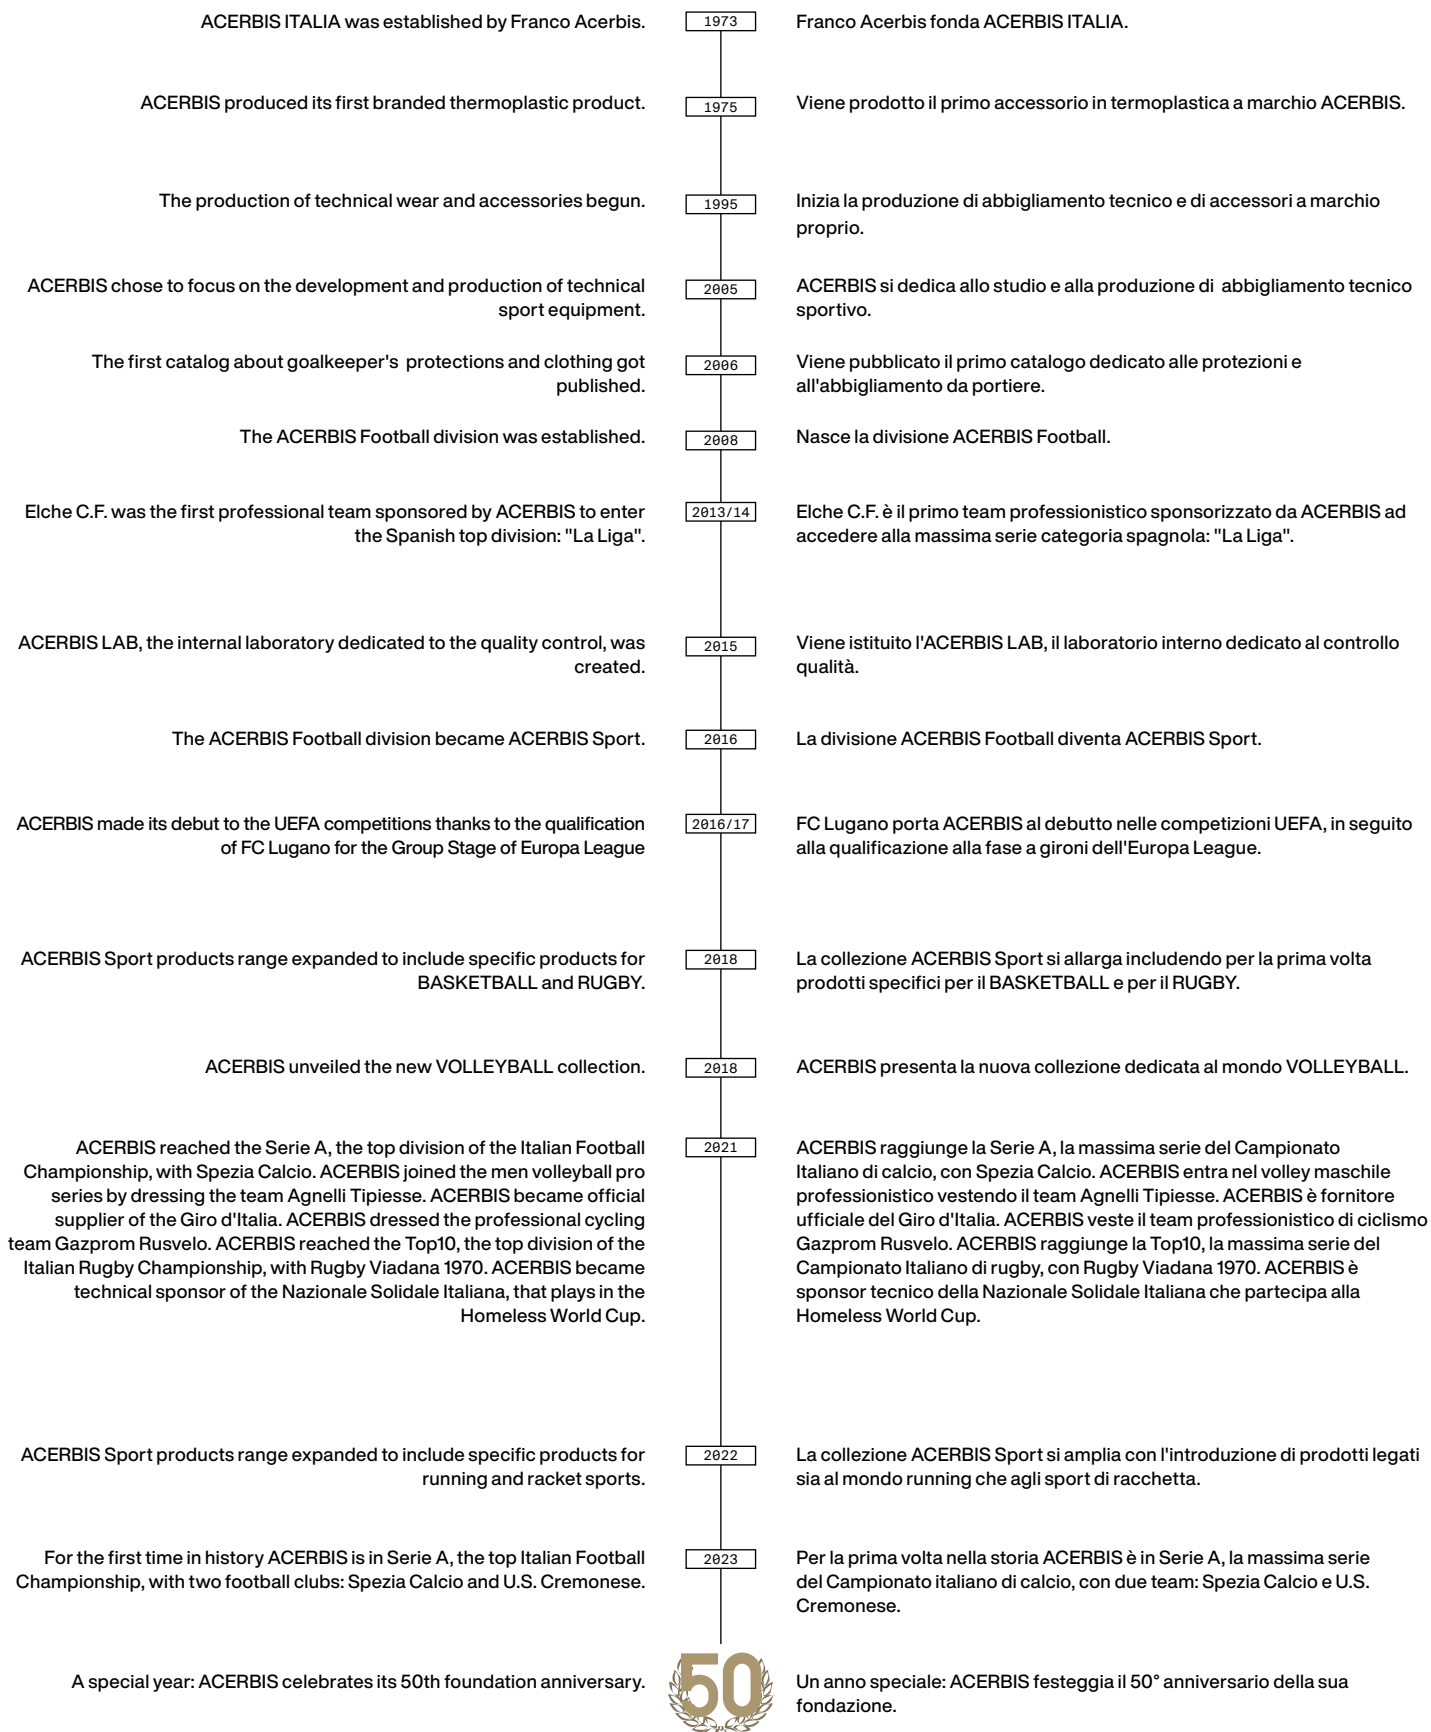 ACERBIS ITALIA was established by Franco Acerbis.
1973
Franco Acerbis fonda ACERBIS ITALIA.
ACERBIS produced its first branded thermoplastic product.
1975
Viene prodotto il primo accessorio in termoplastica a marchio ACERBIS.
The production of technical wear and accessories begun.
1995
Inizia la produzione di abbigliamento tecnico e di accessori a marchio
proprio.
ACERBIS chose to focus on the development and production of technical
sport equipment.
2005
ACERBIS si dedica allo studio e alla produzione di abbigliamento tecnico
sportivo.
The first catalog about goalkeeper's protections and clothing got
published.
2006
Viene pubblicato il primo catalogo dedicato alle protezioni e
all'abbigliamento da portiere.
The ACERBIS Football division was established.
2008
Nasce la divisione ACERBIS Football.
Elche C.F. was the first professional team sponsored by ACERBIS to enter
the Spanish top division: "La Liga".
2013/14
Elche C.F. è il primo team professionistico sponsorizzato da ACERBIS ad
accedere alla massima serie categoria spagnola: "La Liga".
ACERBIS LAB, the internal laboratory dedicated to the quality control, was
created.
2015
Viene istituito l'ACERBIS LAB, il laboratorio interno dedicato al controllo
qualità.
The ACERBIS Football division became ACERBIS Sport.
2016
La divisione ACERBIS Football diventa ACERBIS Sport.
ACERBIS made its debut to the UEFA competitions thanks to the qualification
of FC Lugano for the Group Stage of Europa League
2016/17
FC Lugano porta ACERBIS al debutto nelle competizioni UEFA, in seguito
alla qualificazione alla fase a gironi dell'Europa League.
ACERBIS Sport products range expanded to include specific products for
BASKETBALL and RUGBY.
2018
La collezione ACERBIS Sport si allarga includendo per la prima volta
prodotti specifici per il BASKETBALL e per il RUGBY.
ACERBIS unveiled the new VOLLEYBALL collection.
2018
ACERBIS presenta la nuova collezione dedicata al mondo VOLLEYBALL.
ACERBIS reached the Serie A, the top division of the Italian Football
Championship, with Spezia Calcio. ACERBIS joined the men volleyball pro
series by dressing the team Agnelli Tipiesse. ACERBIS became official
supplier of the Giro d'Italia. ACERBIS dressed the professional cycling
team Gazprom Rusvelo. ACERBIS reached the Top10, the top division of the
Italian Rugby Championship, with Rugby Viadana 1970. ACERBIS became
technical sponsor of the Nazionale Solidale Italiana, that plays in the
Homeless World Cup.
2021
ACERBIS raggiunge la Serie A, la massima serie del Campionato
Italiano di calcio, con Spezia Calcio. ACERBIS entra nel volley maschile
professionistico vestendo il team Agnelli Tipiesse. ACERBIS è fornitore
ufficiale del Giro d'Italia. ACERBIS veste il team professionistico di ciclismo
Gazprom Rusvelo. ACERBIS raggiunge la Top10, la massima serie del
Campionato Italiano di rugby, con Rugby Viadana 1970. ACERBIS è
sponsor tecnico della Nazionale Solidale Italiana che partecipa alla
Homeless World Cup.
ACERBIS Sport products range expanded to include specific products for
running and racket sports.
2022
La collezione ACERBIS Sport si amplia con l'introduzione di prodotti legati
sia al mondo running che agli sport di racchetta.
For the first time in history ACERBIS is in Serie A, the top Italian Football
Championship, with two football clubs: Spezia Calcio and U.S. Cremonese.
2023
Per la prima volta nella storia ACERBIS è in Serie A, la massima serie
del Campionato italiano di calcio, con due team: Spezia Calcio e U.S.
Cremonese.
A special year: ACERBIS celebrates its 50th foundation anniversary.
50
Un anno speciale: ACERBIS festeggia il 50° anniversario della sua
fondazione.